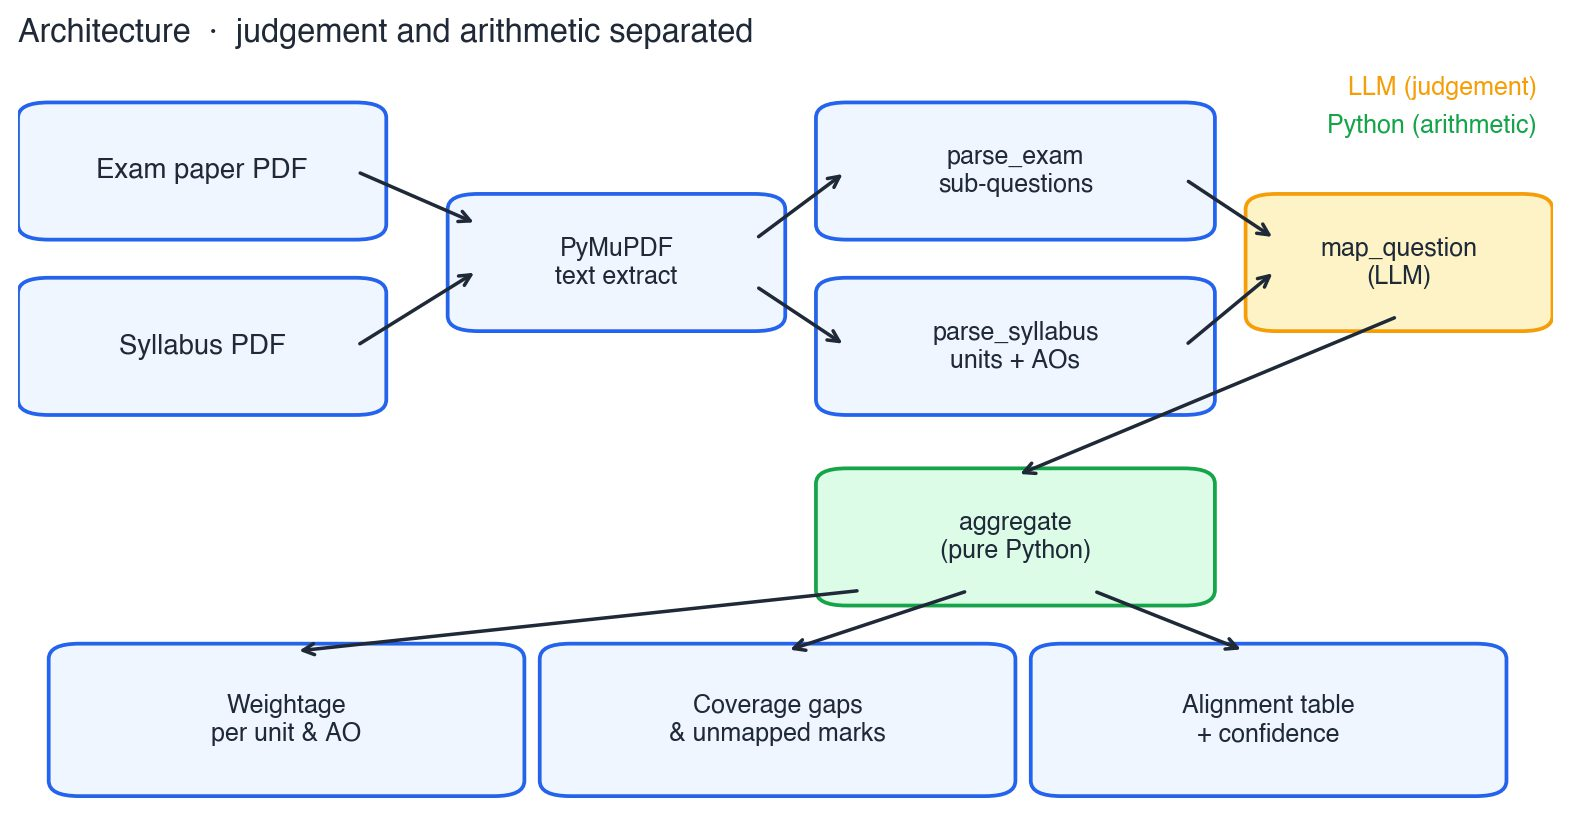 Architecture · judgement and arithmetic separated
LLM (judgement)
Python (arithmetic)
Exam paper PDF
Syllabus PDF
PyMuPDF
text extract
parse_exam
sub-questions
parse_syllabus
units + AOs
map_question
(LLM)
aggregate
(pure Python)
Weightage
per unit & AO
Coverage gaps
& unmapped marks
Alignment table
+ confidence